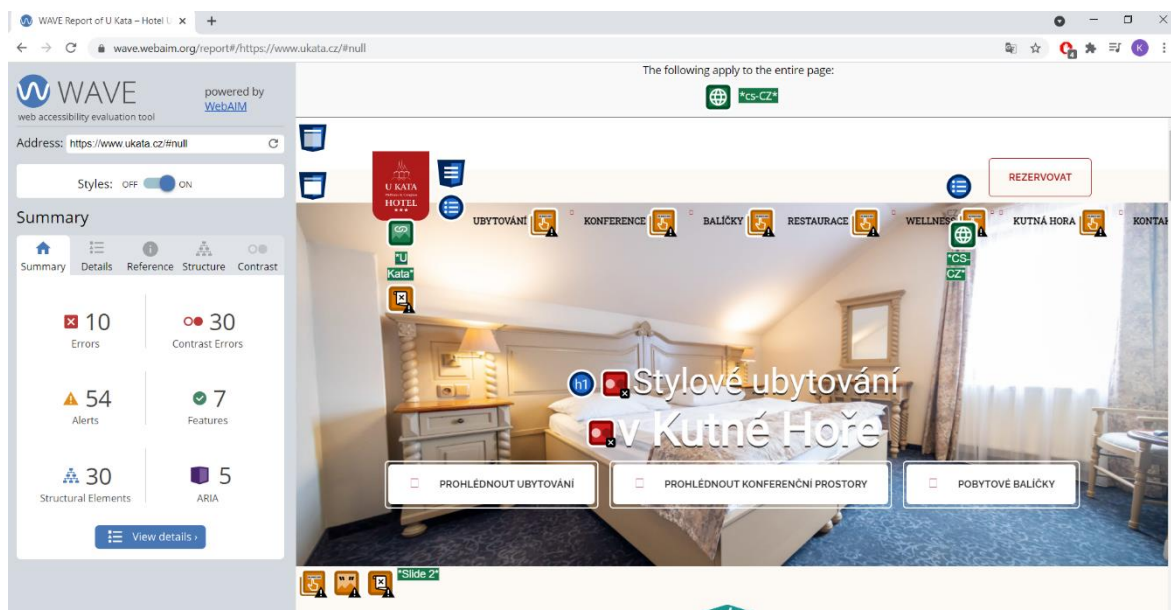 WAVE Report of U Kata – Hotel U
wave.webaim.org/report#/https://www.ukata.cz/#null
K
WAVE
web accessibility evaluation tool
powered by
WebAIM
Address: https://www.ukata.cz/#null
Styles: OFF ON
Summary
Summary Details Reference Structure Contrast
10
Errors
30
Contrast Errors
54
Alerts
7
Features
30
Structural Elements
5
ARIA
View details ›
The following apply to the entire page:
*cs-CZ*
U KATA
HOTEL
REZERVOVAT
UBYTOVÁNÍ KONFERENCE BALÍČKY RESTAURACE WELLNESS KUTNÁ HORA KONTAK
*U
Kata*
*CS-
CZ*
h1 Stylové ubytování
v Kutné Hoře
PROHLÉDNOUT UBYTOVÁNÍ PROHLÉDNOUT KONFERENČNÍ PROSTORY POBYTOVÉ BALÍČKY
*Slide 2*